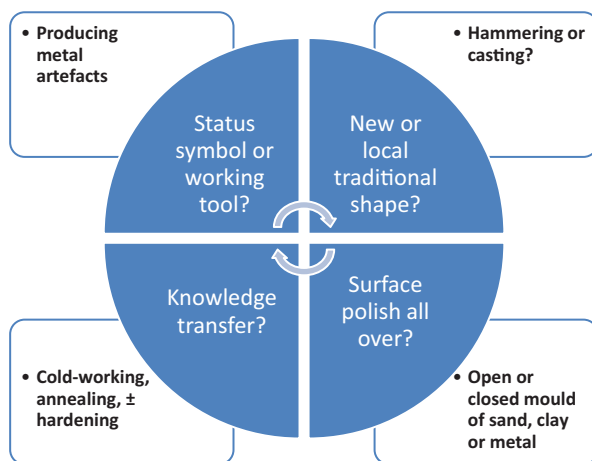 • Producing
metal
artefacts
• Hammering or
casting?
Status
symbol or
working
tool?
New or
local
traditional
shape?
Knowledge
transfer?
Surface
polish all
over?
• Cold-working,
annealing, ±
hardening
• Open or
closed mould
of sand, clay
or metal